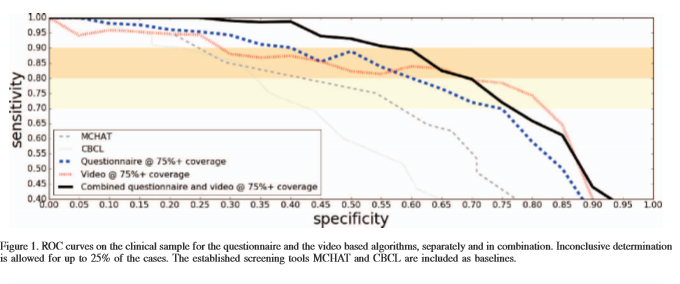 1.00
0.95
0.90
0.85
0.80
0.75
0.70
0.65
0.60
0.55
0.50
0.45
0.40
sensitivity
MCHAT
CBCL
Questionnaire @ 75%+ coverage
Video @ 75%+ coverage
Combined questionnaire and video @ 75%+ coverage
0.00 0.05 0.10 0.15 0.20 0.25 0.30 0.35 0.40 0.45 0.50 0.55 0.60 0.65 0.70 0.75 0.80 0.85 0.90 0.95 1.00
specificity
Figure 1. ROC curves on the clinical sample for the questionnaire and the video based algorithms, separately and in combination. Inconclusive determination
is allowed for up to 25% of the cases. The established screening tools MCHAT and CBCL are included as baselines.